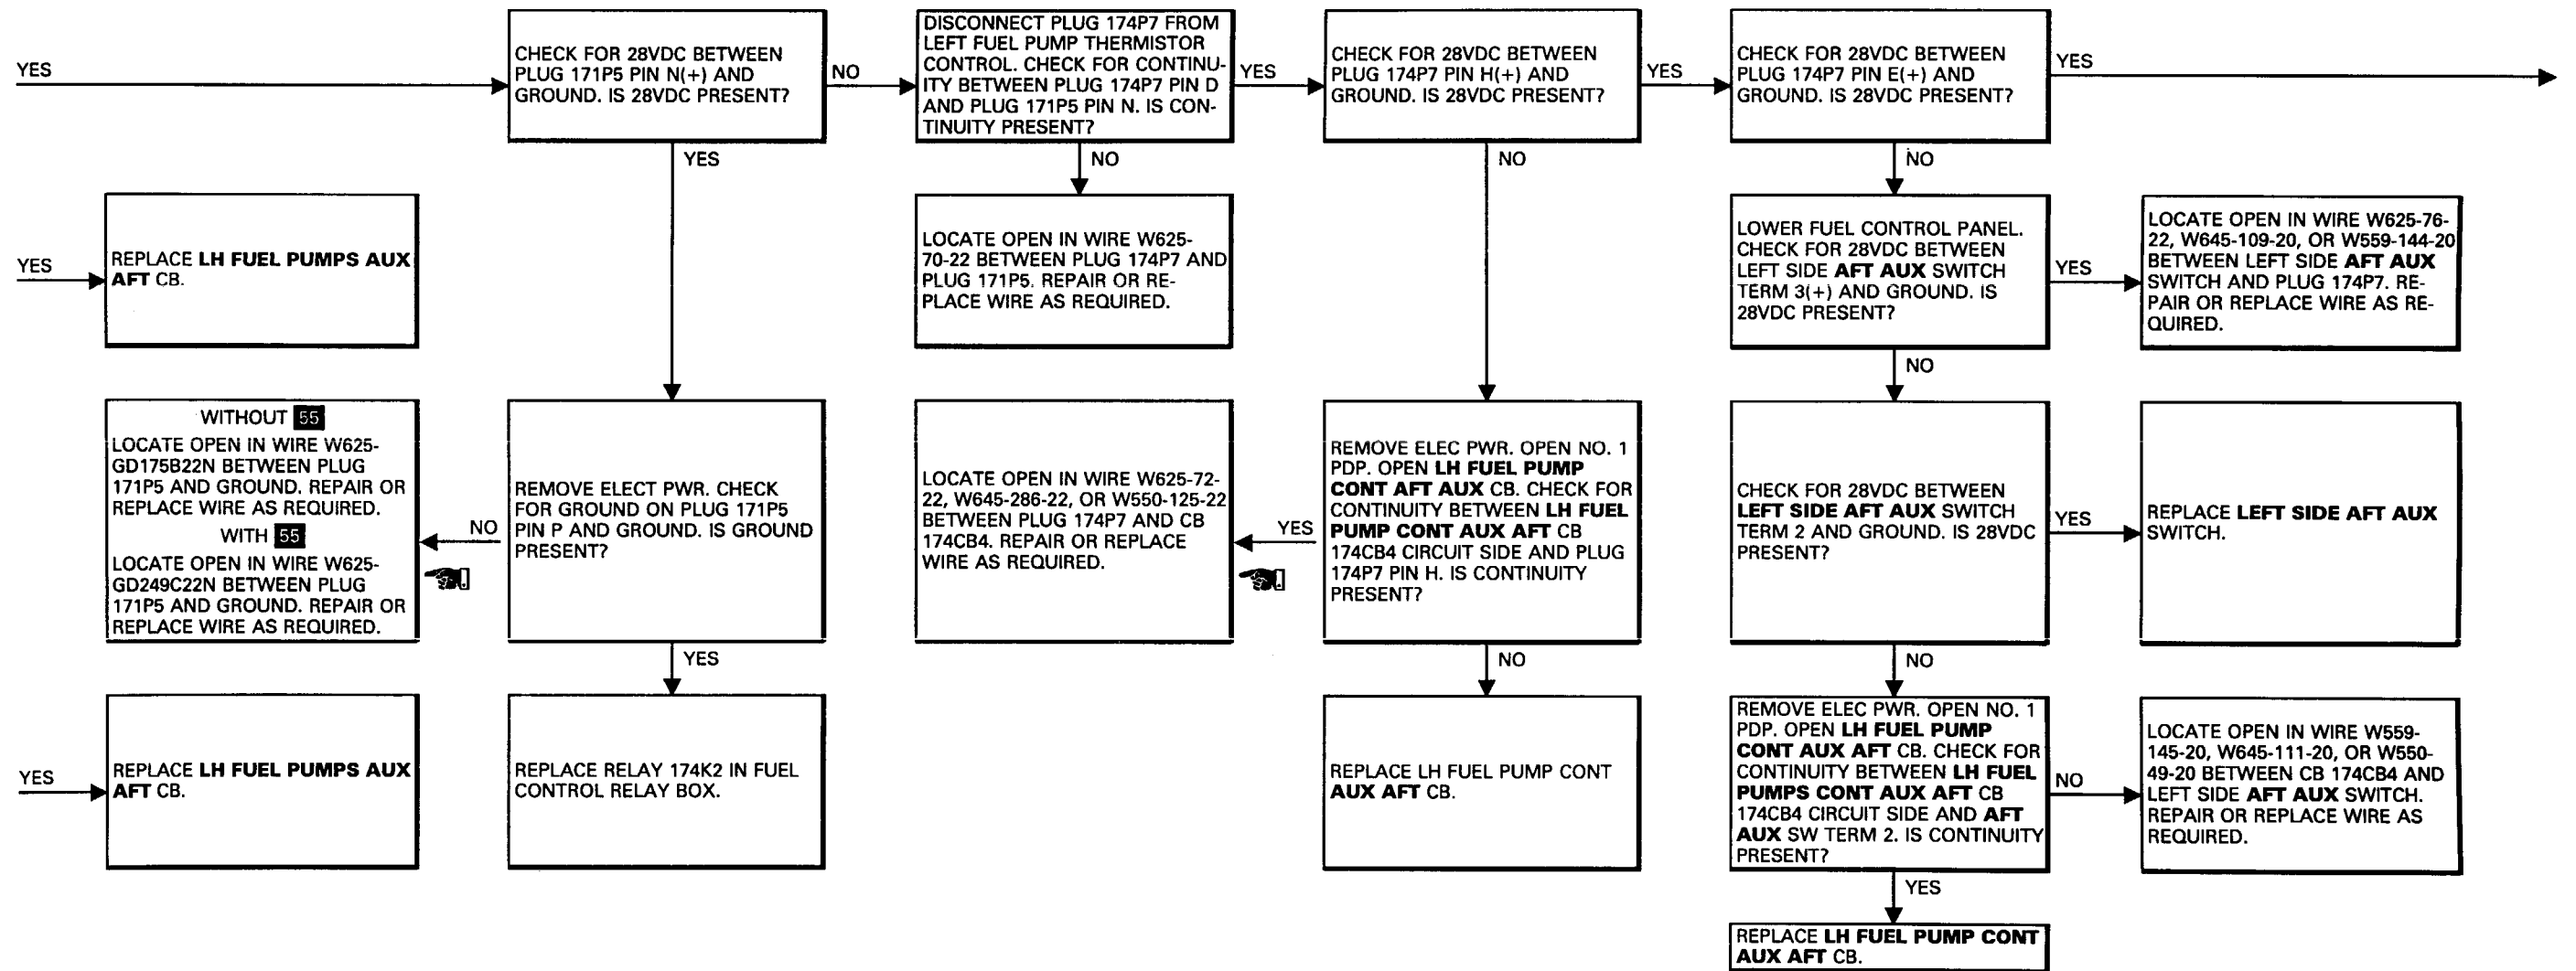 YES
CHECK FOR 28VDC BETWEEN
PLUG 171P5 PIN N(+) AND
GROUND. IS 28VDC PRESENT?
NO
DISCONNECT PLUG 174P7 FROM
LEFT FUEL PUMP THERMISTOR
CONTROL. CHECK FOR CONTINU-
ITY BETWEEN PLUG 174P7 PIN D
AND PLUG 171P5 PIN N. IS CON-
TINUITY PRESENT?
YES
CHECK FOR 28VDC BETWEEN
PLUG 174P7 PIN H(+) AND
GROUND. IS 28VDC PRESENT?
YES
CHECK FOR 28VDC BETWEEN
PLUG 174P7 PIN E(+) AND
GROUND. IS 28VDC PRESENT?
YES
YES
NO
NO
NO
YES
REPLACE LH FUEL PUMPS AUX
AFT CB.
LOCATE OPEN IN WIRE W625-
70-22 BETWEEN PLUG 174P7 AND
PLUG 171P5. REPAIR OR RE-
PLACE WIRE AS REQUIRED.
LOWER FUEL CONTROL PANEL.
CHECK FOR 28VDC BETWEEN
LEFT SIDE AFT AUX SWITCH
TERM 3(+) AND GROUND. IS
28VDC PRESENT?
YES
LOCATE OPEN IN WIRE W625-76-
22, W645-109-20, OR W559-144-20
BETWEEN LEFT SIDE AFT AUX
SWITCH AND PLUG 174P7. RE-
PAIR OR REPLACE WIRE AS RE-
QUIRED.
NO
WITHOUT 55
LOCATE OPEN IN WIRE W625-
GD175B22N BETWEEN PLUG
171P5 AND GROUND. REPAIR OR
REPLACE WIRE AS REQUIRED.
WITH 55
LOCATE OPEN IN WIRE W625-
GD249C22N BETWEEN PLUG
171P5 AND GROUND. REPAIR OR
REPLACE WIRE AS REQUIRED.
NO
REMOVE ELECT PWR. CHECK
FOR GROUND ON PLUG 171P5
PIN P AND GROUND. IS GROUND
PRESENT?
LOCATE OPEN IN WIRE W625-72-
22, W645-286-22, OR W550-125-22
BETWEEN PLUG 174P7 AND CB
174CB4. REPAIR OR REPLACE
WIRE AS REQUIRED.
YES
REMOVE ELEC PWR. OPEN NO. 1
PDP. OPEN LH FUEL PUMP
CONT AFT AUX CB. CHECK FOR
CONTINUITY BETWEEN LH FUEL
PUMP CONT AUX AFT CB
174CB4 CIRCUIT SIDE AND PLUG
174P7 PIN H. IS CONTINUITY
PRESENT?
CHECK FOR 28VDC BETWEEN
LEFT SIDE AFT AUX SWITCH
TERM 2 AND GROUND. IS 28VDC
PRESENT?
YES
REPLACE LEFT SIDE AFT AUX
SWITCH.
YES
NO
NO
YES
REPLACE LH FUEL PUMPS AUX
AFT CB.
REPLACE RELAY 174K2 IN FUEL
CONTROL RELAY BOX.
REPLACE LH FUEL PUMP CONT
AUX AFT CB.
REMOVE ELEC PWR. OPEN NO. 1
PDP. OPEN LH FUEL PUMP
CONT AUX AFT CB. CHECK FOR
CONTINUITY BETWEEN LH FUEL
PUMPS CONT AUX AFT CB
174CB4 CIRCUIT SIDE AND AFT
AUX SW TERM 2. IS CONTINUITY
PRESENT?
NO
LOCATE OPEN IN WIRE W559-
145-20, W645-111-20, OR W550-
49-20 BETWEEN CB 174CB4 AND
LEFT SIDE AFT AUX SWITCH.
REPAIR OR REPLACE WIRE AS
REQUIRED.
YES
REPLACE LH FUEL PUMP CONT
AUX AFT CB.